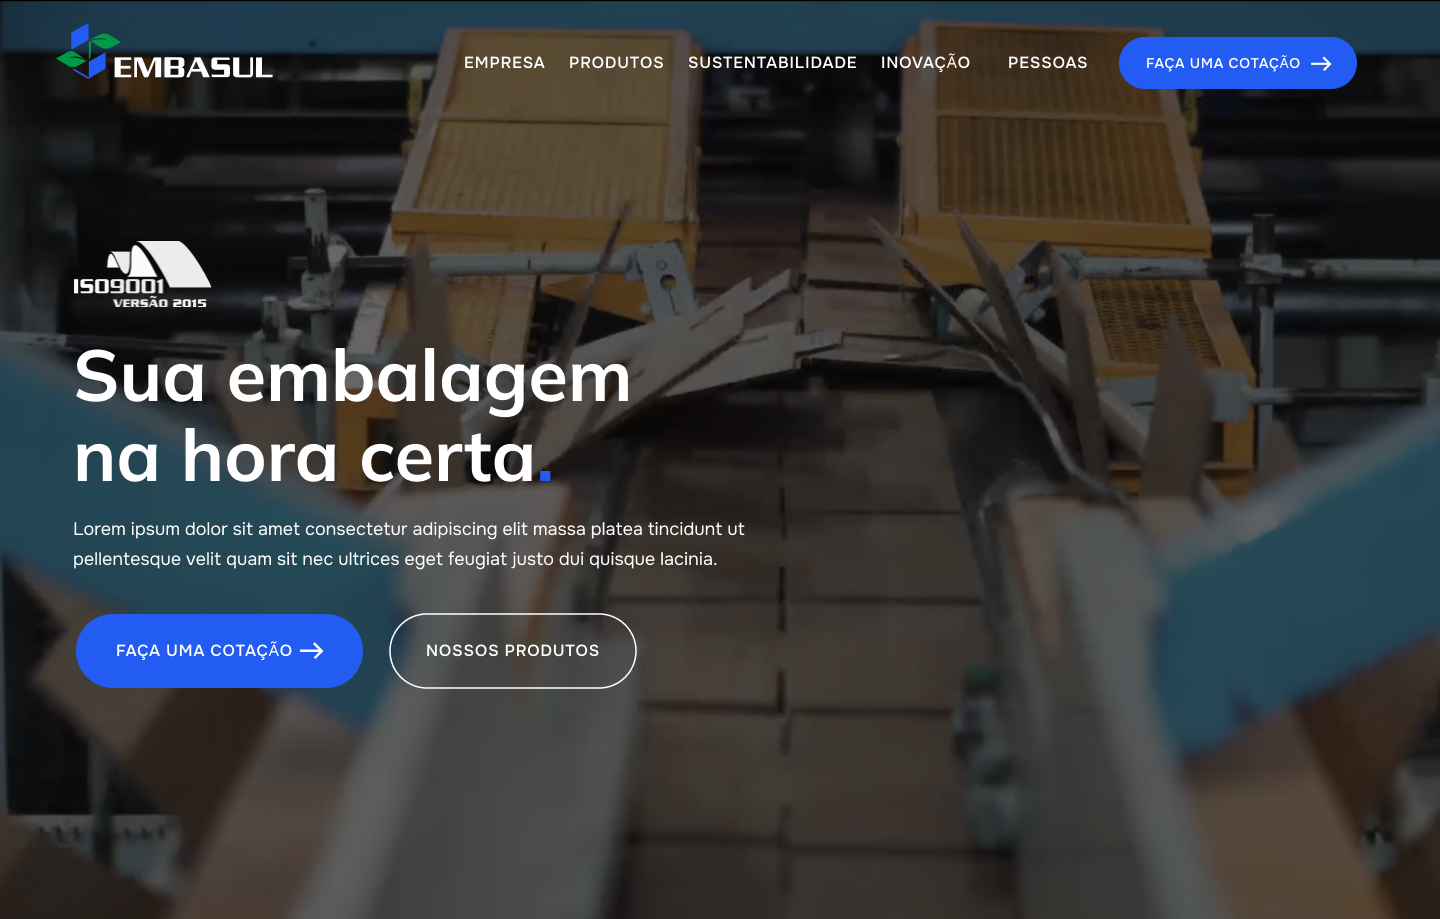 EMBASUL
EMPRESA PRODUTOS SUSTENTABILIDADE INOVAÇÃO PESSOAS FAÇA UMA COTAÇÃO
ISO9001
VERSÃO 2015
Sua embalagem
na hora certa.
Lorem ipsum dolor sit amet consectetur adipiscing elit massa platea tincidunt ut
pellentesque velit quam sit nec ultrices eget feugiat justo dui quisque lacinia.
FAÇA UMA COTAÇÃO NOSSOS PRODUTOS